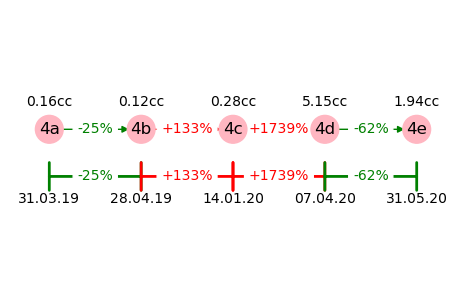 0.16cc 0.12cc 0.28cc 5.15cc 1.94cc
4a -25% 4b +133% 4c +1739% 4d -62% 4e
-25% +133% +1739% -62%
31.03.19 28.04.19 14.01.20 07.04.20 31.05.20